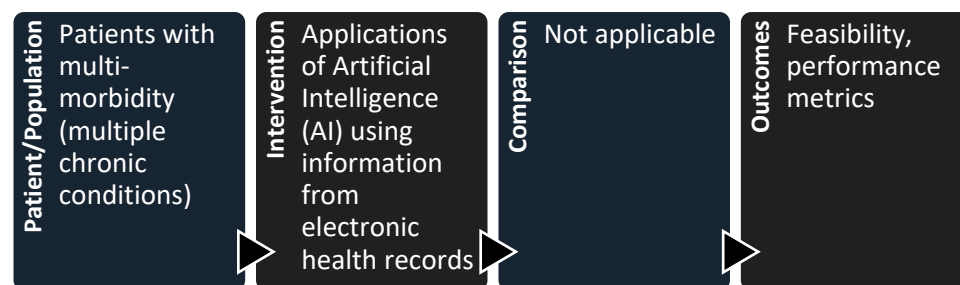 Patient/Population
Patients with
multi-
morbidity
(multiple
chronic
conditions)
Intervention
Applications
of Artificial
Intelligence
(AI) using
information
from
electronic
health records
Comparison
Not applicable
Outcomes
Feasibility,
performance
metrics